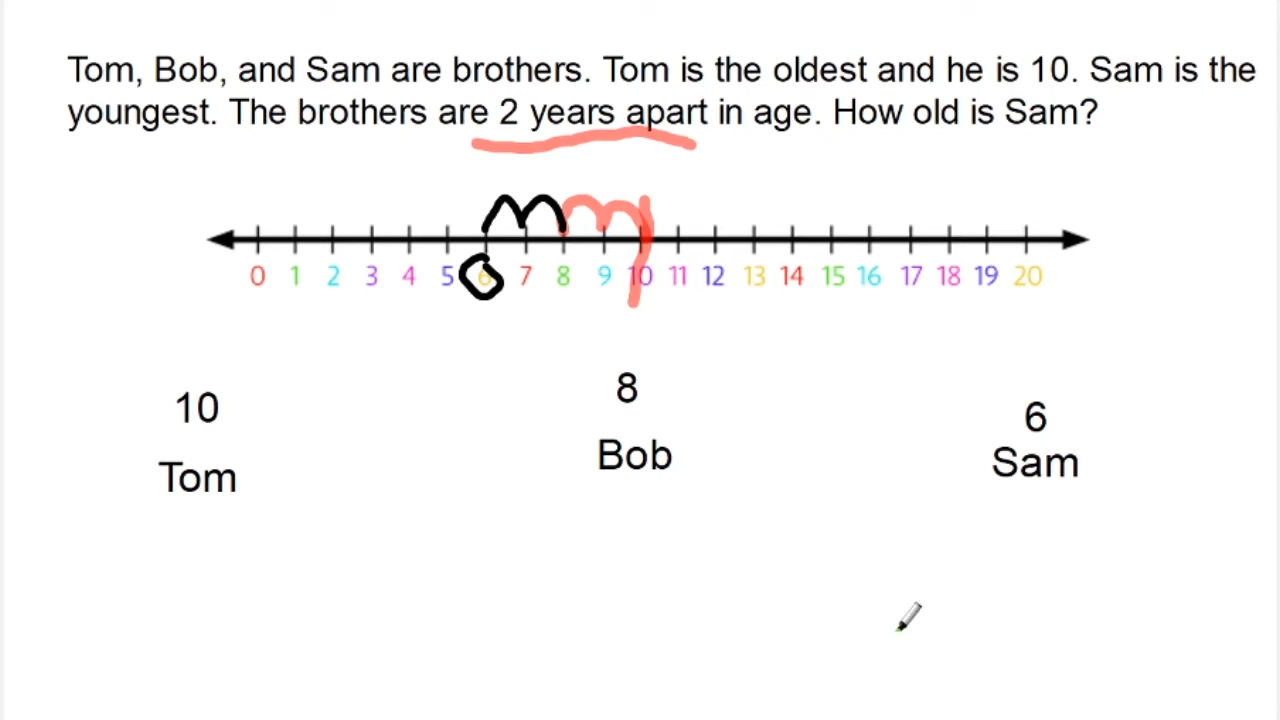 Tom, Bob, and Sam are brothers. Tom is the oldest and he is 10. Sam is the
youngest. The brothers are 2 years apart in age. How old is Sam?
0 1 2 3 4 5 6 7 8 9 10 11 12 13 14 15 16 17 18 19 20
10 8 6
Tom Bob Sam